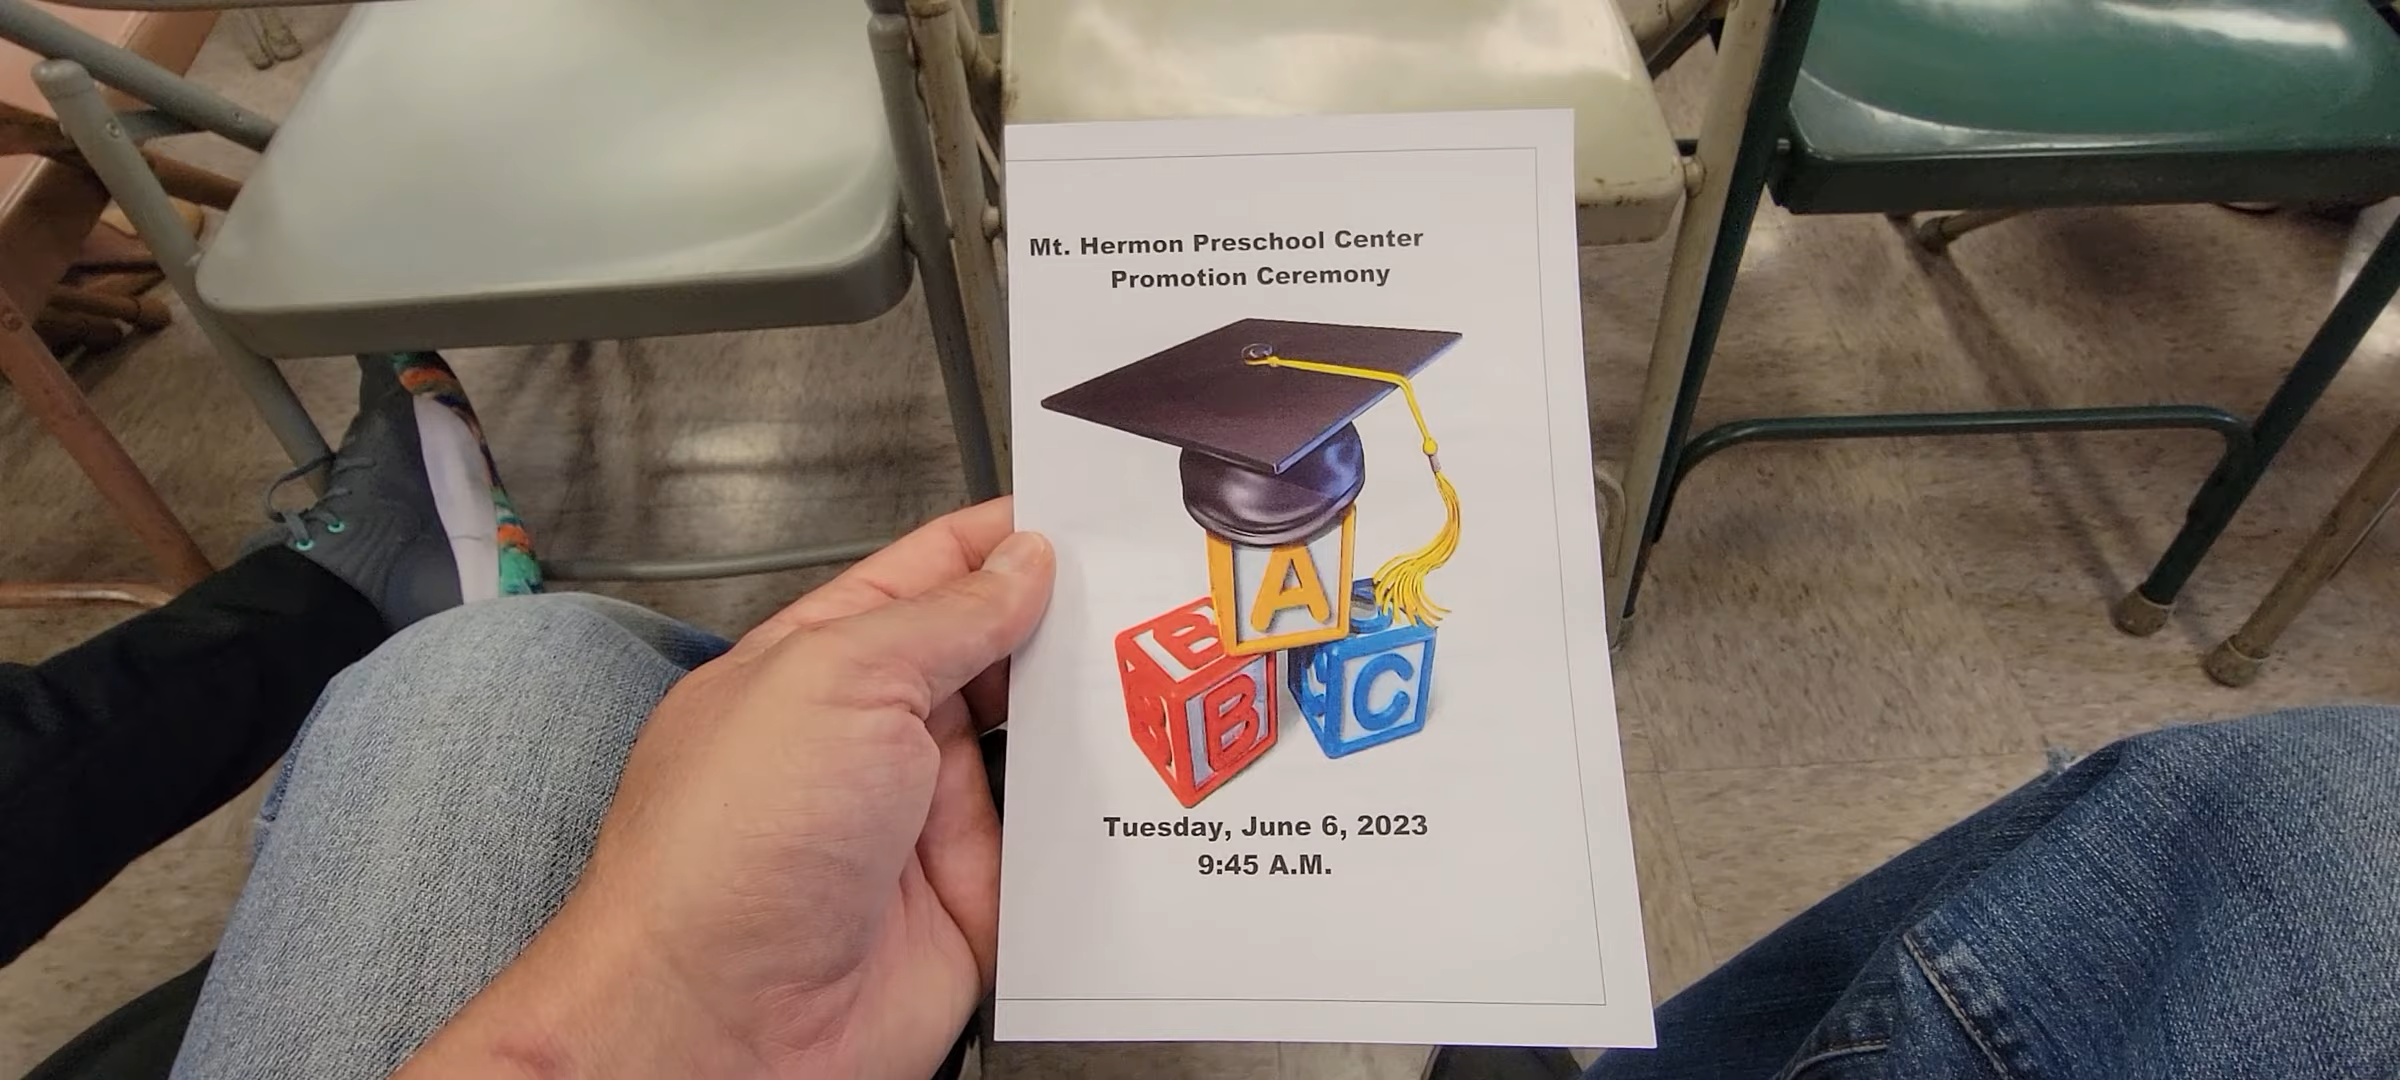 Mt. Hermon Preschool Center
Promotion Ceremony
A
B
B
B
C
Tuesday, June 6, 2023
9:45 A.M.